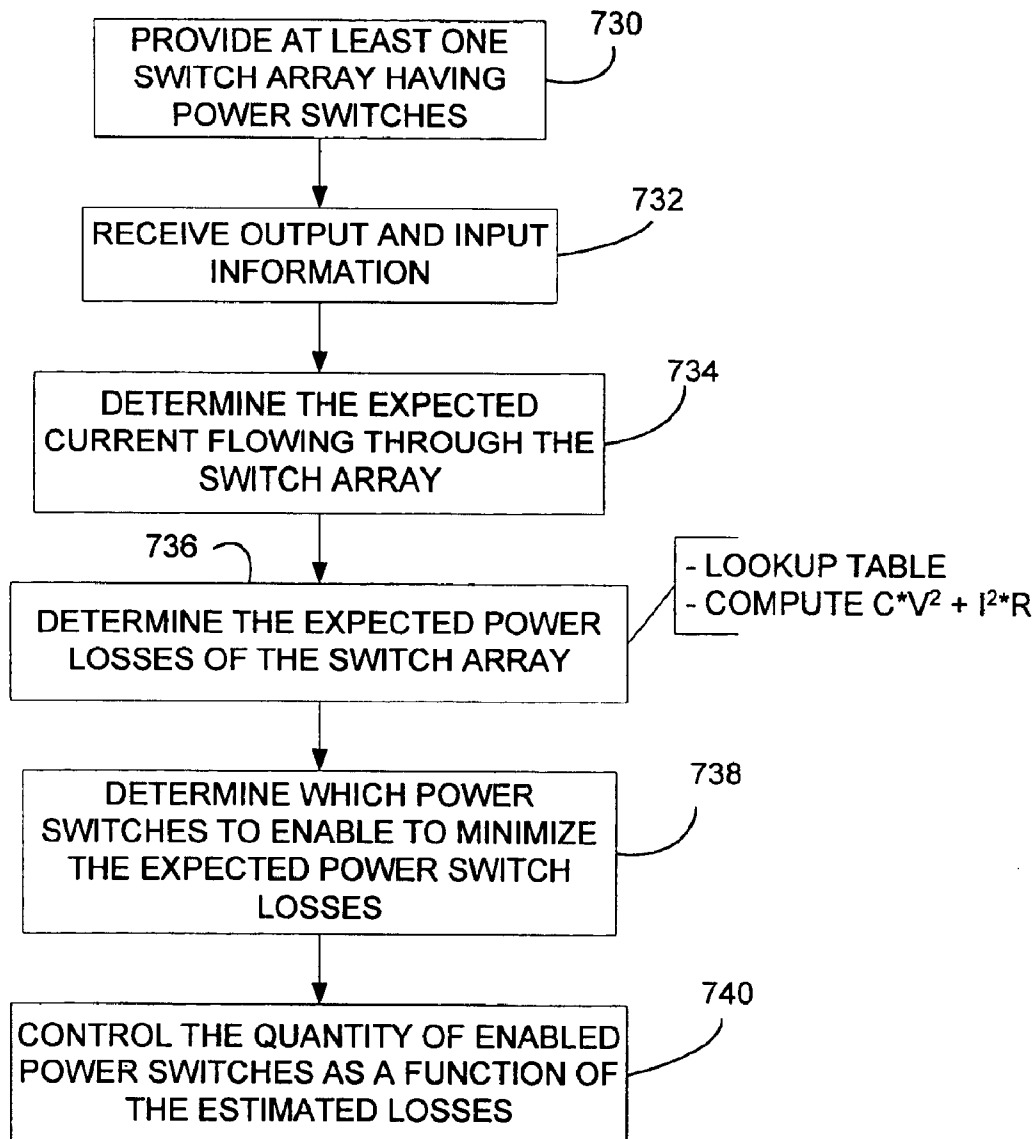 PROVIDE AT LEAST ONE
SWITCH ARRAY HAVING
POWER SWITCHES
730
RECEIVE OUTPUT AND INPUT
INFORMATION
732
DETERMINE THE EXPECTED
CURRENT FLOWING THROUGH THE
SWITCH ARRAY
734
736
DETERMINE THE EXPECTED POWER
LOSSES OF THE SWITCH ARRAY
- LOOKUP TABLE
- COMPUTE C*V² + I²*R
DETERMINE WHICH POWER
SWITCHES TO ENABLE TO MINIMIZE
THE EXPECTED POWER SWITCH
LOSSES
738
CONTROL THE QUANTITY OF ENABLED
POWER SWITCHES AS A FUNCTION OF
THE ESTIMATED LOSSES
740